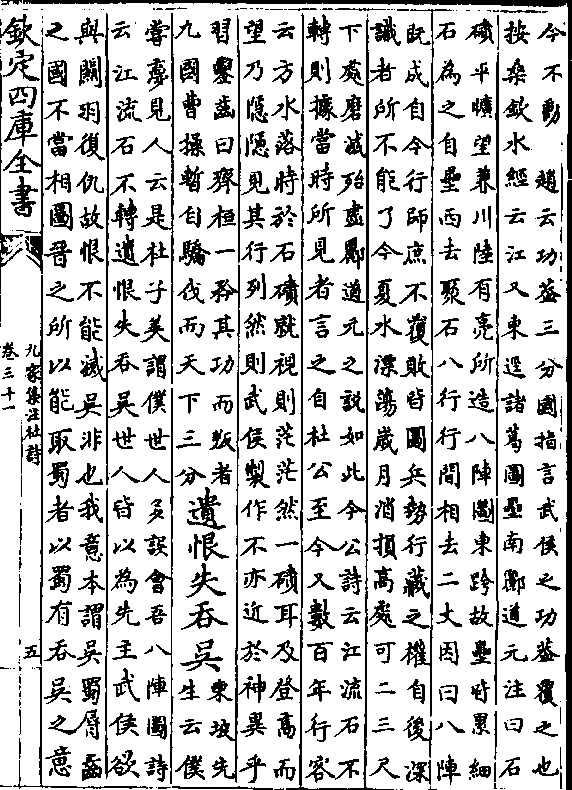 今不動　趙云功蓋三分國指言武侯之功蓋覆之也
按桑欽水經云江又東逕諸葛圖壘南酈道元注曰石
磧平曠望兼川陸有亮所造八陣圖東跨故壘皆累細
石為之自壘西去聚石八行行間相去二丈因曰八陣
既成自今行師庶不覆敗皆圖兵勢行藏之權自後深
識者所不能了今夏水漂蕩歲月消損高處可二三尺
下處磨滅殆盡酈道元之說如此今公詩云江流石不
轉則據當時所見者言之自杜公至今又數百年行容
云方水落時於石磧就視則茫茫然一磧耳及登高而
望乃隱隱見其行列然則武侯製作不亦近於神異乎
習鑿齒曰齊桓一矜其功而叛者
九國曹操暫自驕伐而天下三分
遺恨失吞吳
東坡先
生云僕
嘗夢見人云是杜子美謂僕世人多誤會吾八陣圖詩
云江流石不轉遺恨失吞吳世人皆以為先主武侯欲
與關羽復仇故恨不能滅吳非也我意本謂吳蜀脣齒
之國不當相圖晉之所以能取蜀者以蜀有吞吳之意
欽定四庫全書
九家集注杜詩
卷三十一
五